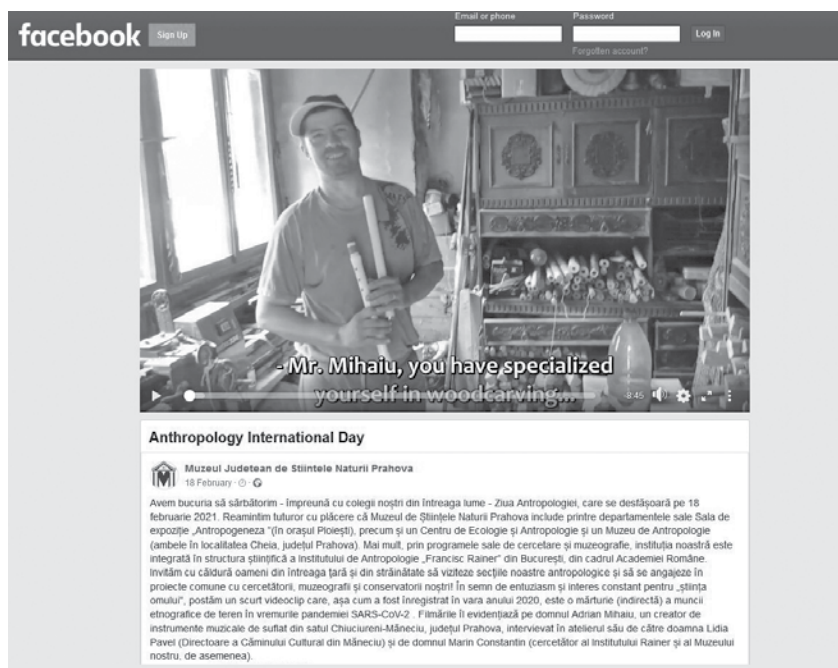 facebook
Sign Up
Email or phone
Password
Log In
Forgotten account?
- Mr. Mihaiu, you have specialized
yourself in woodcarving...
-8:45
Anthropology International Day
Muzeul Judetean de Stiintele Naturii Prahova
18 February
Avem bucuria să sărbătorim - împreună cu colegii noștri din întreaga lume - Ziua Antropologiei, care se desfășoară pe 18
februarie 2021. Reamintim tuturor cu plăcere că Muzeul de Științele Naturii Prahova include printre departamentele sale Sala de
expoziție „Antropogeneza "(în orașul Ploiești), precum și un Centru de Ecologie și Antropologie și un Muzeu de Antropologie
(ambele în localitatea Cheia, județul Prahova). Mai mult, prin programele sale de cercetare și muzeografie, instituția noastră este
integrată în structura științifică a Institutului de Antropologie „Francisc Rainer" din București, din cadrul Academiei Române.
Invităm cu căldură oameni din întreaga țară și din străinătate să viziteze secțiile noastre antropologice și să se angajeze în
proiecte comune cu cercetătorii, muzeografii și conservatorii noștri! În semn de entuziasm și interes constant pentru „știința
omului", postăm un scurt videoclip care, așa cum a fost înregistrat în vara anului 2020, este o mărturie (indirectă) a muncii
etnografice de teren în vremurile pandemiei SARS-CoV-2 . Filmările îl evidențiază pe domnul Adrian Mihaiu, un creator de
instrumente muzicale de suflat din satul Chiuciureni-Măneciu, județul Prahova, intervievat în atelierul său de către doamna Lidia
Pavel (Directoare a Căminului Cultural din Măneciu) și de domnul Marin Constantin (cercetător al Institutului Rainer și al Muzeului
nostru, de asemenea).